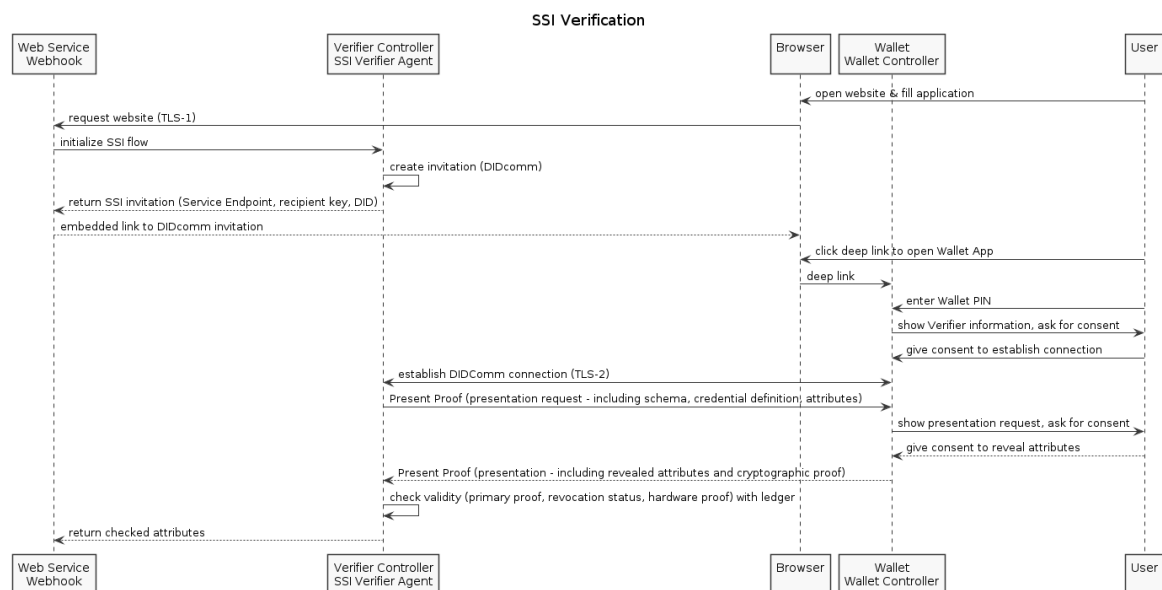 SSI Verification
Web Service
Webhook
Verifier Controller
SSI Verifier Agent
Browser
Wallet
Wallet Controller
User
open website & fill application
request website (TLS-1)
initialize SSI flow
create invitation (DIDcomm)
return SSI invitation (Service Endpoint, recipient key, DID)
embedded link to DIDcomm invitation
click deep link to open Wallet App
deep link
enter Wallet PIN
show Verifier information, ask for consent
give consent to establish connection
establish DIDComm connection (TLS-2)
Present Proof (presentation request - including schema, credential definition, attributes)
show presentation request, ask for consent
give consent to reveal attributes
Present Proof (presentation - including revealed attributes and cryptographic proof)
check validity (primary proof, revocation status, hardware proof) with ledger
return checked attributes
Web Service
Webhook
Verifier Controller
SSI Verifier Agent
Browser
Wallet
Wallet Controller
User